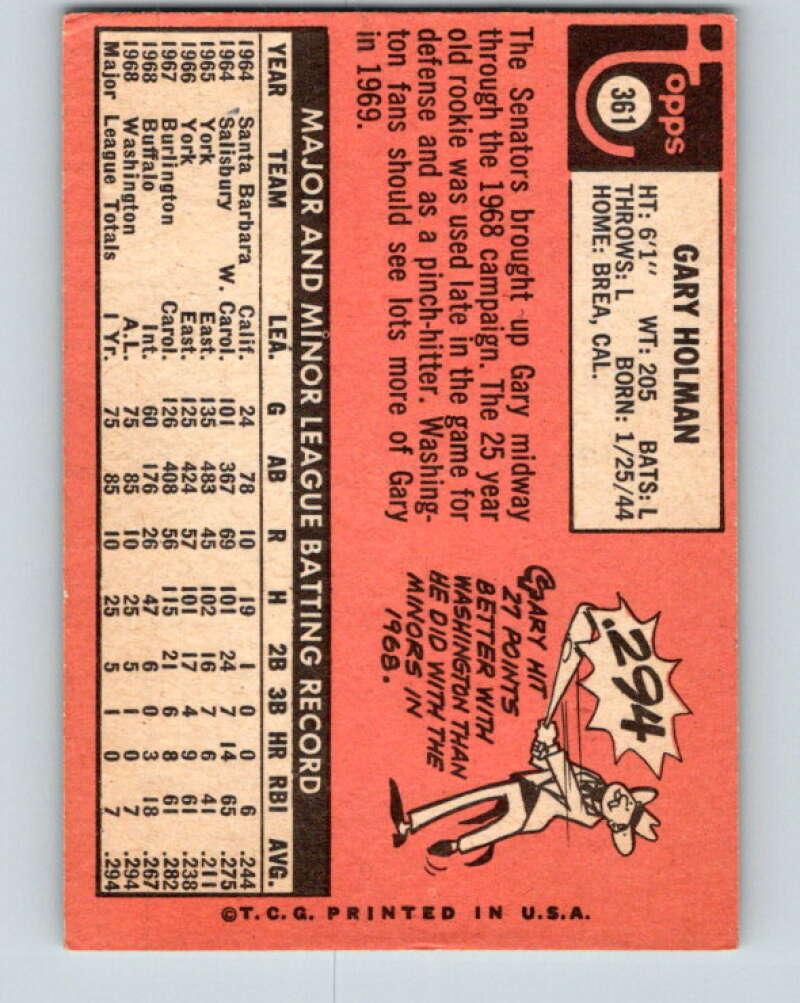 Topps
361
GARY HOLMAN
HT: 6'1" WT: 205 BATS: L
THROWS: L BORN: 1/25/44
HOME: BREA, CAL.
The Senators brought up Gary midway
through the 1968 campaign. The 25 year
old rookie was used late in the game for
defense and as a pinch-hitter. Washing-
ton fans should see lots more of Gary
in 1969.
.294
GARY HIT
27 POINTS
BETTER WITH
WASHINGTON THAN
HE DID WITH THE
MINORS IN
1968.
MAJOR AND MINOR LEAGUE BATTING RECORD
YEAR TEAM LEA. G AB R H 2B 3B HR RBI AVG.
1964 Santa Barbara Calif. 24 78 10 19 1 0 0 6 .244
1964 Salisbury W. Carol. 101 367 69 101 24 7 14 65 .275
1965 York East. 135 483 45 102 16 7 6 41 .211
1966 York East. 125 424 57 101 17 4 9 61 .238
1967 Burlington Carol. 126 408 56 115 21 6 8 61 .282
1968 Buffalo Int. 60 176 26 47 6 0 3 18 .267
1968 Washington A.L. 75 85 10 25 5 1 0 7 .294
Major League Totals 1 Yr. 75 85 10 25 5 1 0 7 .294
©T.C.G. PRINTED IN U.S.A.